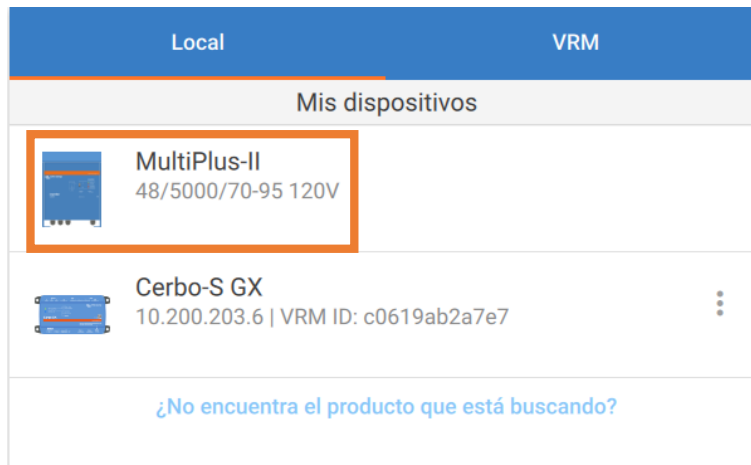 Local
VRM
Mis dispositivos
MultiPlus-II
48/5000/70-95 120V
Cerbo-S GX
10.200.203.6 | VRM ID: c0619ab2a7e7
¿No encuentra el producto que está buscando?